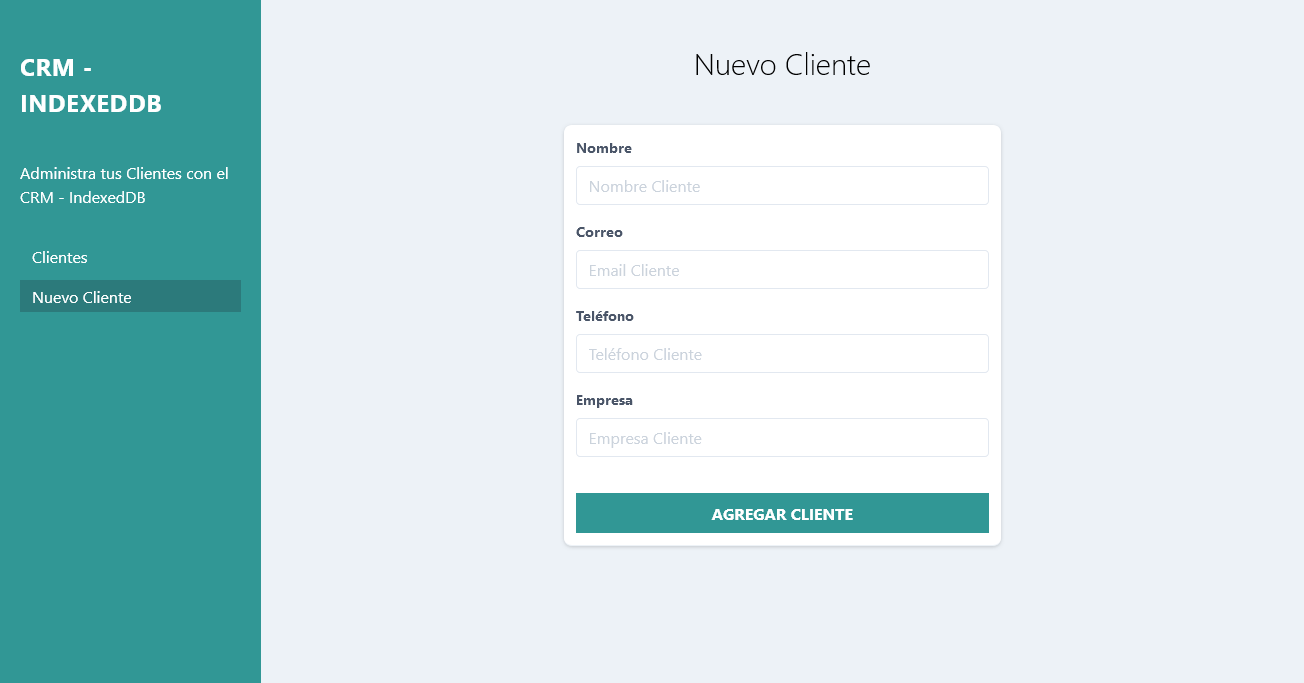 CRM -
INDEXEDDB
Administra tus Clientes con el
CRM - IndexedDB
Clientes
Nuevo Cliente
Nuevo Cliente
Nombre
Nombre Cliente
Correo
Email Cliente
Teléfono
Teléfono Cliente
Empresa
Empresa Cliente
AGREGAR CLIENTE